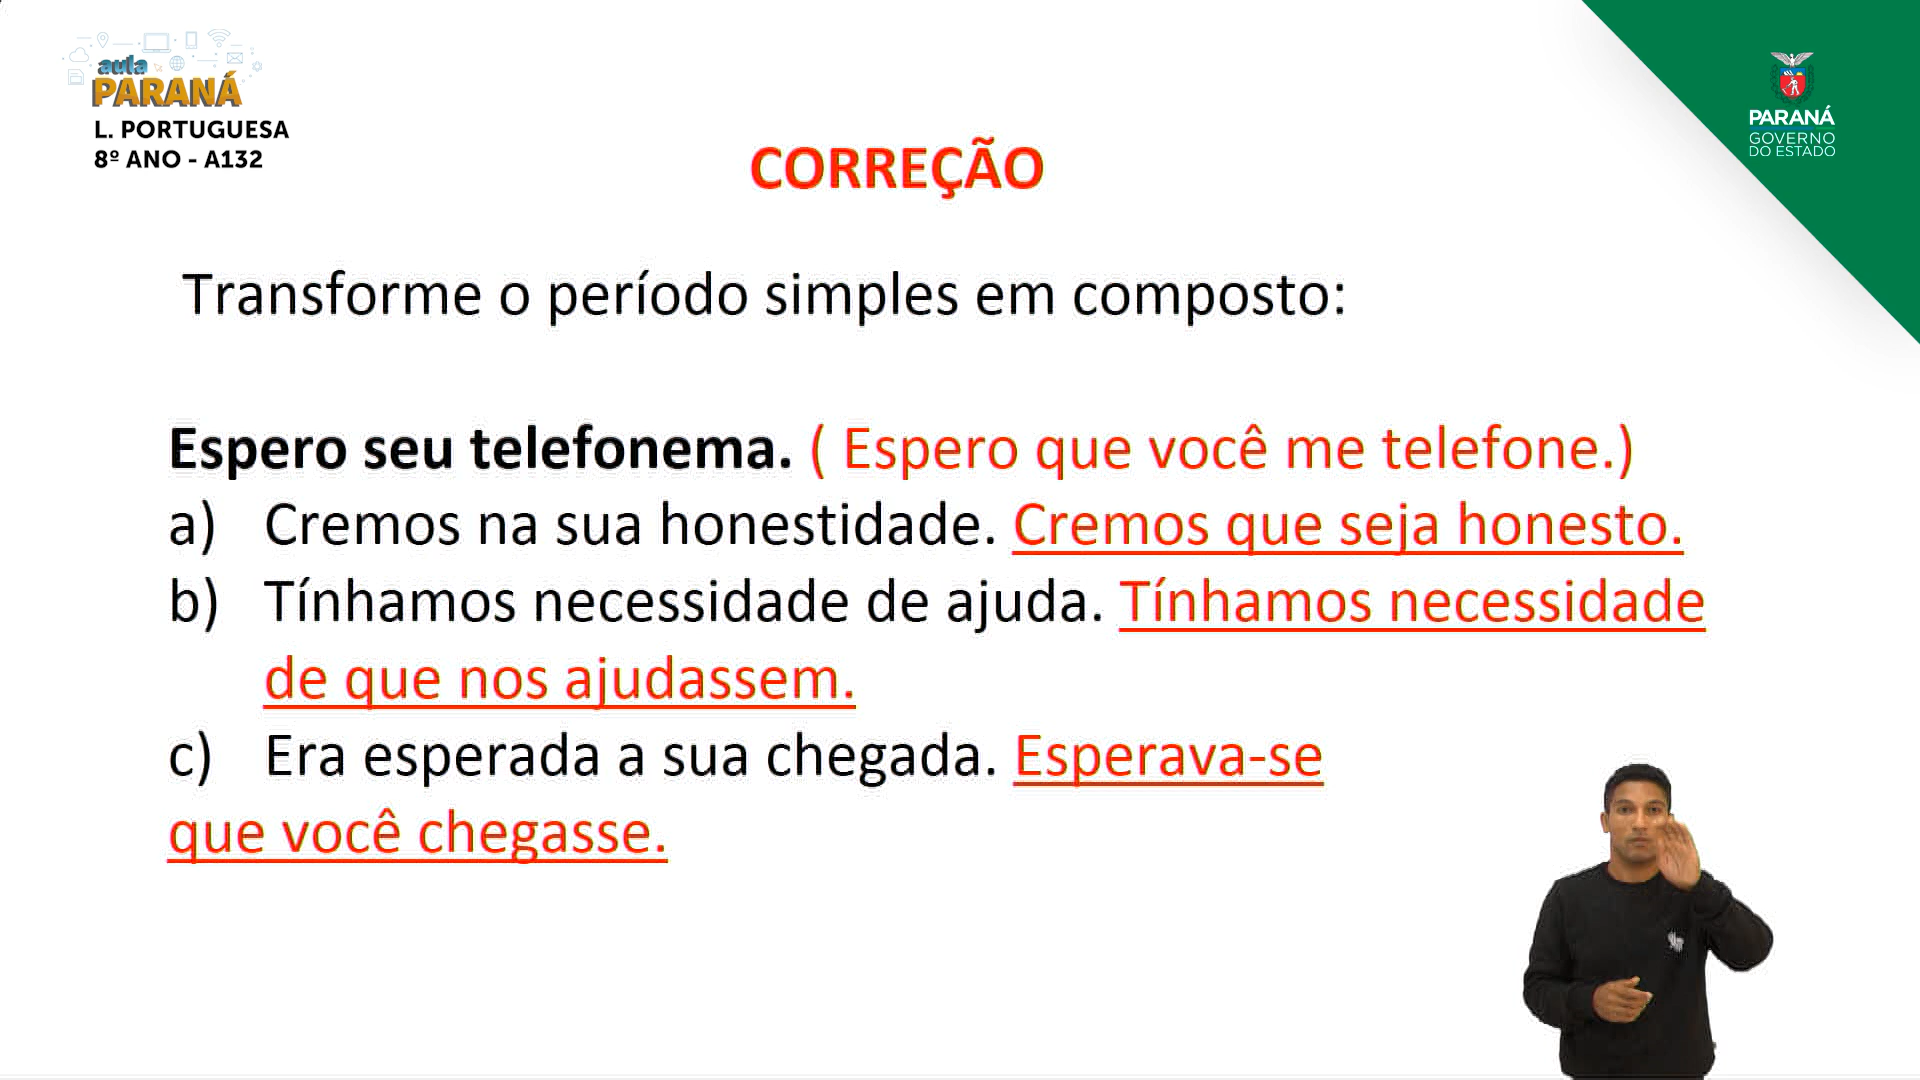 aula
PARANÁ
L. PORTUGUESA
8º ANO - A132
PARANÁ
GOVERNO
DO ESTADO
CORREÇÃO
Transforme o período simples em composto:
Espero seu telefonema. ( Espero que você me telefone.)
a) Cremos na sua honestidade. Cremos que seja honesto.
b) Tínhamos necessidade de ajuda. Tínhamos necessidade
de que nos ajudassem.
c) Era esperada a sua chegada. Esperava-se
que você chegasse.